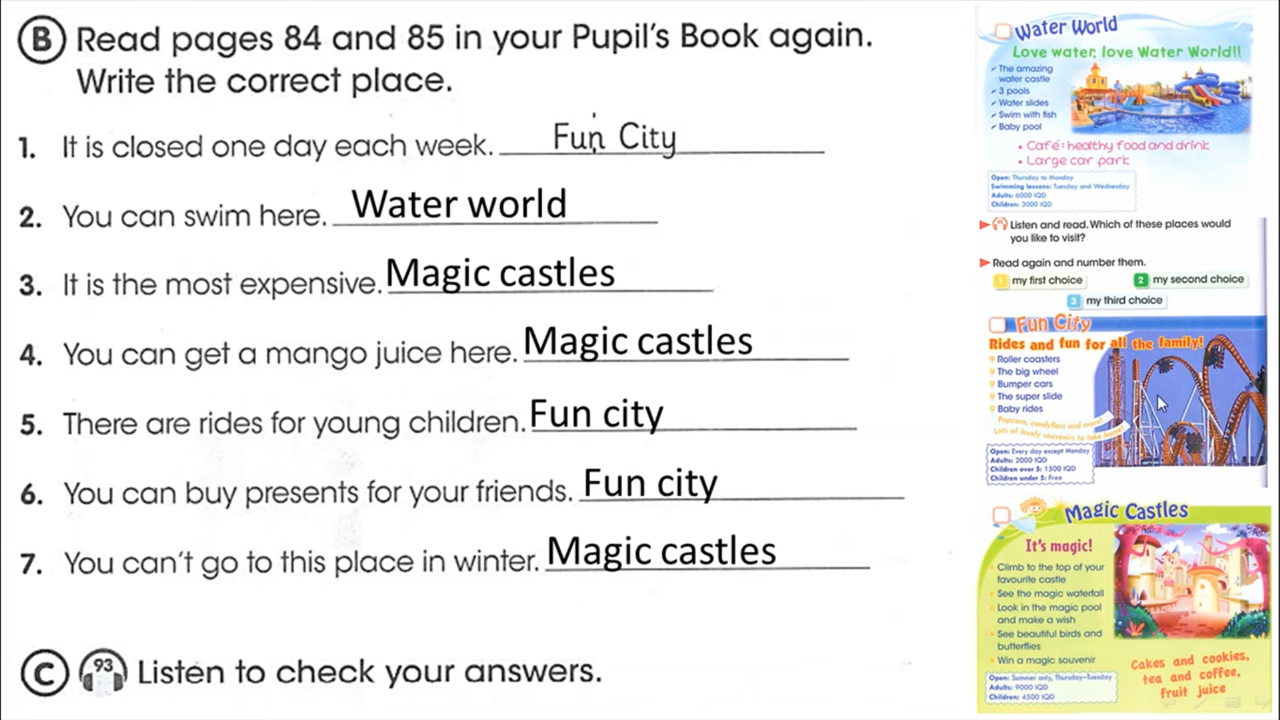 B Read pages 84 and 85 in your Pupil's Book again.
Write the correct place.
1. It is closed one day each week. Fun City
2. You can swim here. Water world
3. It is the most expensive. Magic castles
4. You can get a mango juice here. Magic castles
5. There are rides for young children. Fun city
6. You can buy presents for your friends. Fun city
7. You can't go to this place in winter. Magic castles
C 93 Listen to check your answers.
Water World
Love water, love Water World!!
✓ The amazing
water castle
✓ 3 pools
✓ Water slides
✓ Swim with fish
✓ Baby pool
• Café: healthy food and drink
• Large car park
Open: Thursday to Monday
Swimming lessons: Tuesday and Wednesday
Adults: 6000 IQD
Children: 3000 IQD
Listen and read. Which of these places would
you like to visit?
Read again and number them.
1 my first choice
2 my second choice
3 my third choice
Fun City
Rides and fun for all the family!
Roller coasters
The big wheel
Bumper cars
The super slide
Baby rides
Popcorn, candyfloss and more!
Lots of lovely souvenirs to take home!
Open: Every day except Monday
Adults: 2000 IQD
Children over 5: 1500 IQD
Children under 5: Free
Magic Castles
It's magic!
Climb to the top of your
favourite castle
See the magic waterfall
Look in the magic pool
and make a wish
See beautiful birds and
butterflies
Win a magic souvenir
Cakes and cookies,
tea and coffee,
fruit juice
Open: Summer only, Thursday–Tuesday
Adults: 9000 IQD
Children: 4500 IQD